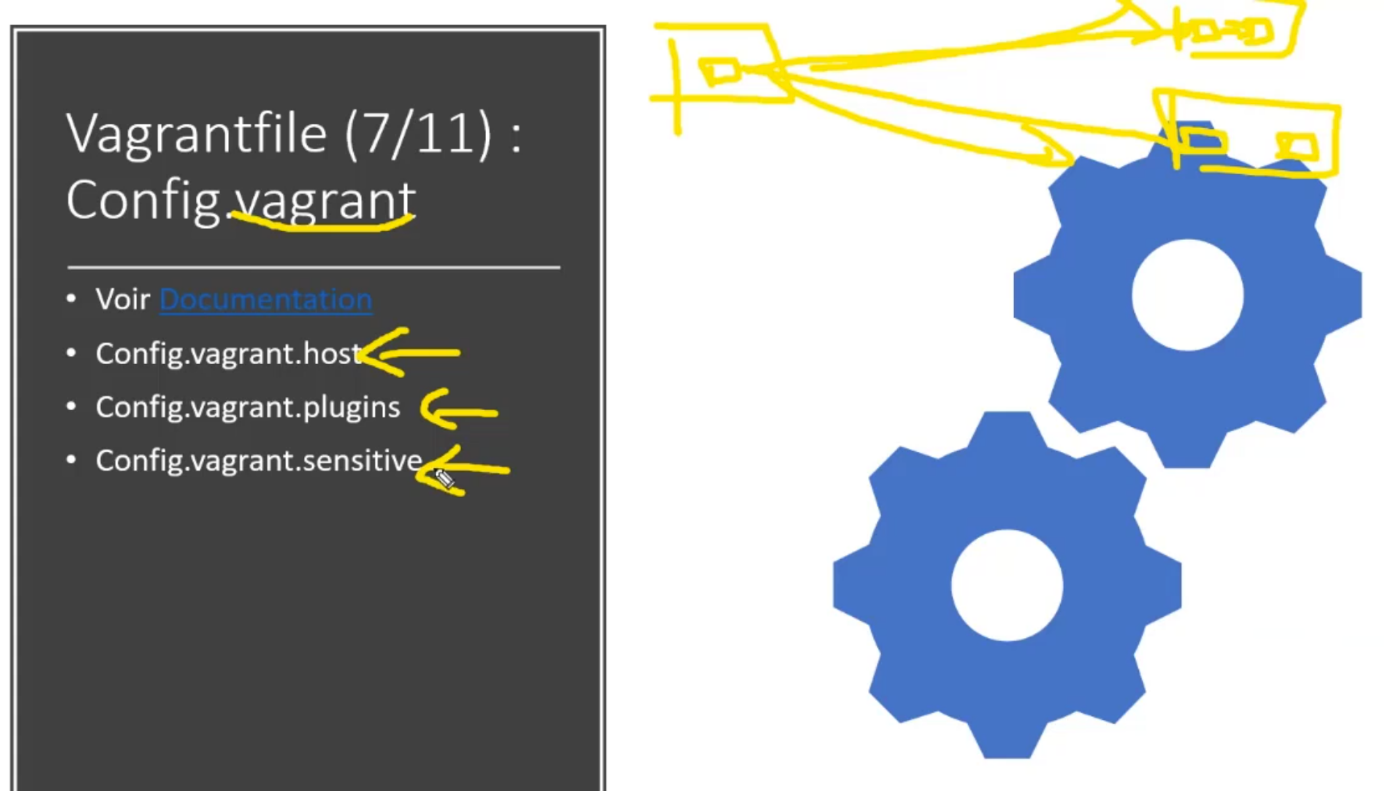 Vagrantfile (7/11) :
Config.vagrant
• Voir Documentation
• Config.vagrant.host
• Config.vagrant.plugins
• Config.vagrant.sensitive